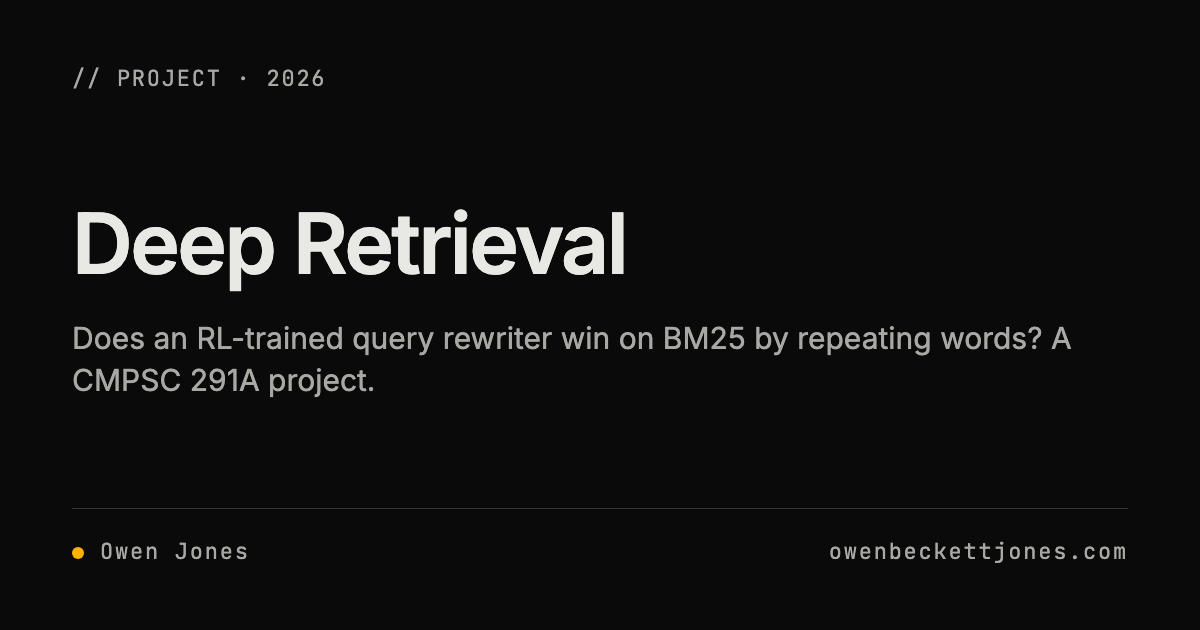 // PROJECT · 2026
Deep Retrieval
Does an RL-trained query rewriter win on BM25 by repeating words? A
CMPSC 291A project.
Owen Jones
owenbeckettjones.com